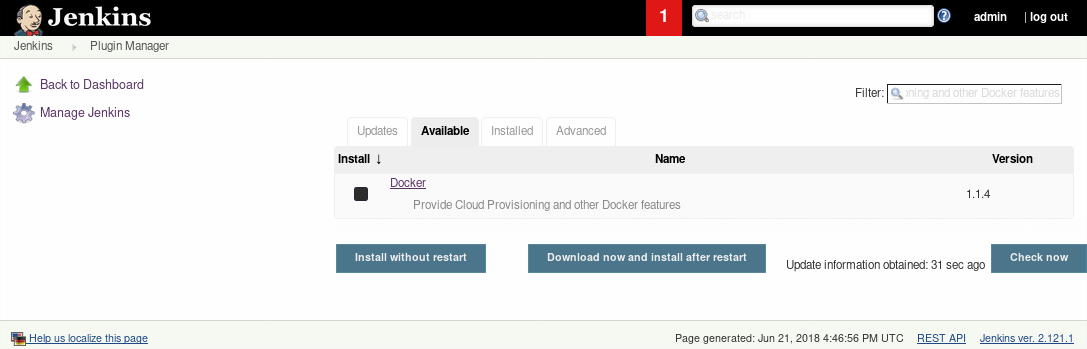 Jenkins
1
search
admin
| log out
Jenkins
Plugin Manager
Back to Dashboard
Manage Jenkins
Filter:
ning and other Docker features
Updates
Available
Installed
Advanced
Install ↓
Name
Version
Docker
1.1.4
Provide Cloud Provisioning and other Docker features
Install without restart
Download now and install after restart
Update information obtained: 31 sec ago
Check now
Help us localize this page
Page generated: Jun 21, 2018 4:46:56 PM UTC
REST API
Jenkins ver. 2.121.1